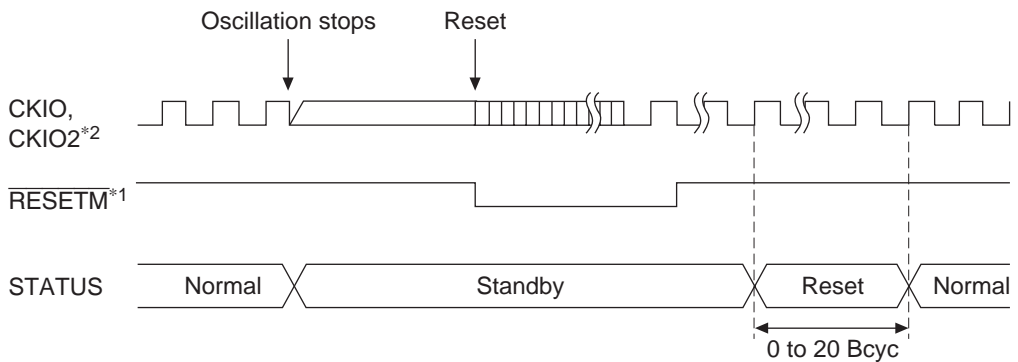 Oscillation stops
Reset
CKIO,
CKIO2*2
RESETM*1
STATUS
Normal
Standby
Reset
Normal
0 to 20 Bcyc